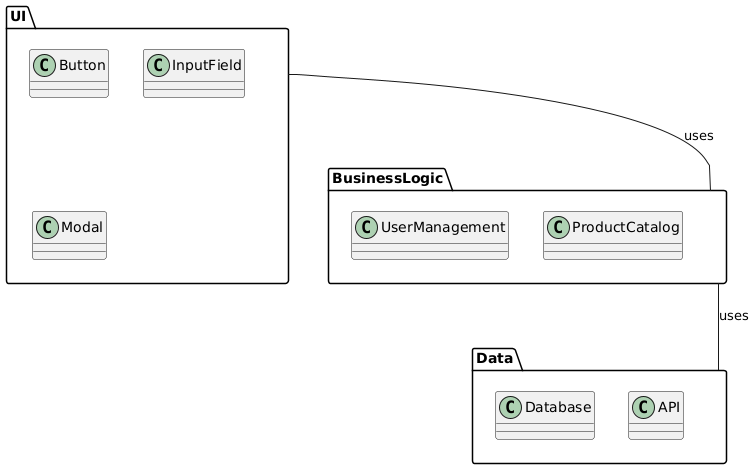 UI
C Button
C InputField
uses
BusinessLogic
C Modal
C UserManagement
C ProductCatalog
uses
Data
C Database
C API